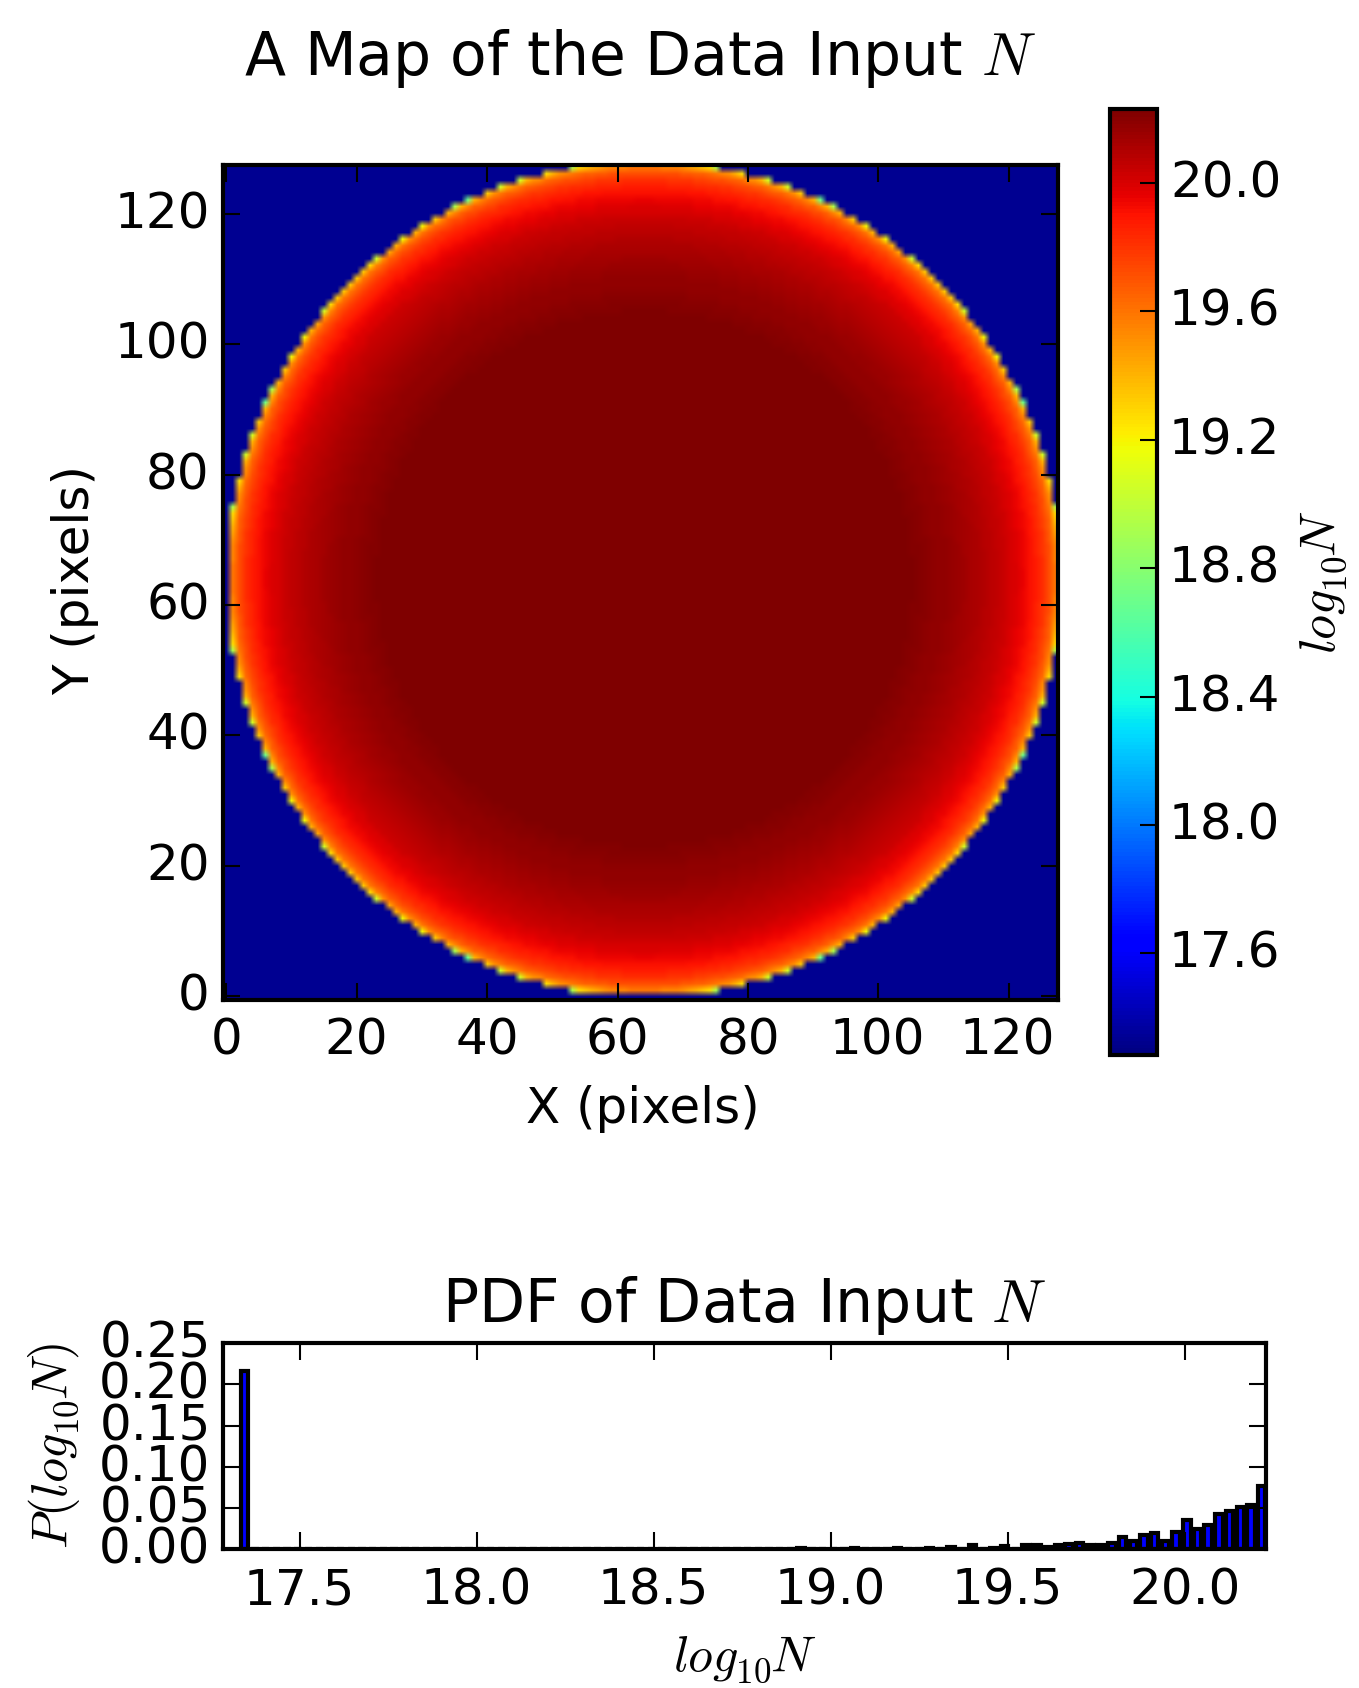 A Map of the Data Input N
120
100
80
60
40
20
0
Y (pixels)
0 20 40 60 80 100 120
X (pixels)
20.0
19.6
19.2
18.8
18.4
18.0
17.6
log₁₀N
PDF of Data Input N
0.25
0.20
0.15
0.10
0.05
0.00
P(log₁₀N)
17.5 18.0 18.5 19.0 19.5 20.0
log₁₀N